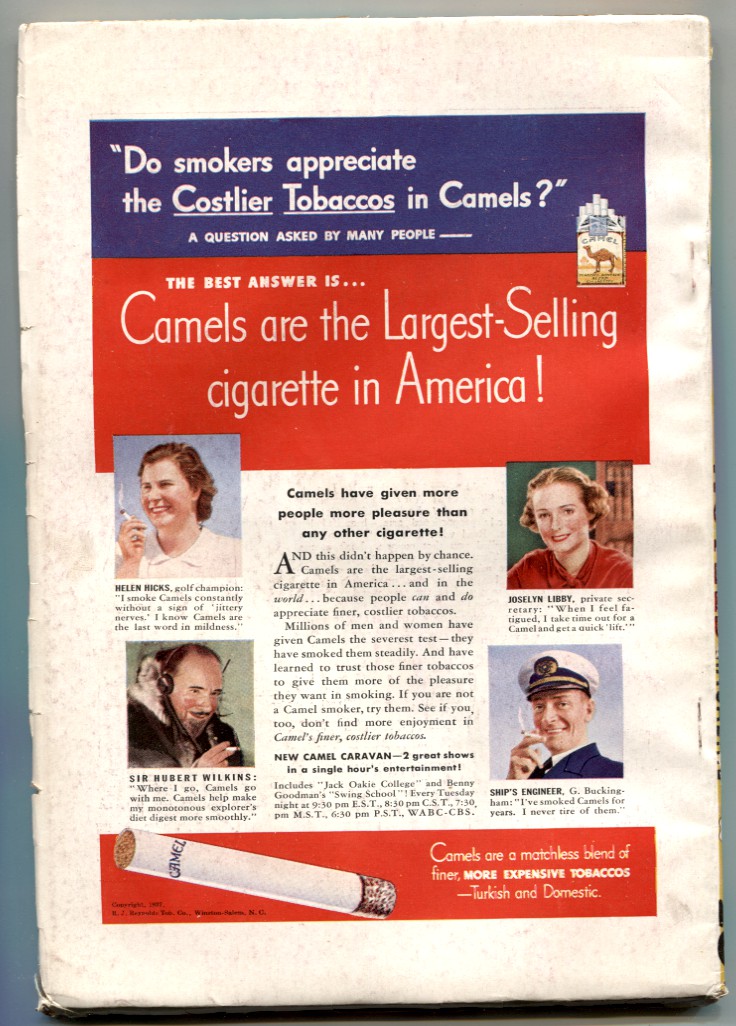 "Do smokers appreciate
the Costlier Tobaccos in Camels?"
A QUESTION ASKED BY MANY PEOPLE —
CAMEL
THE BEST ANSWER IS...
Camels are the Largest-Selling
cigarette in America!
Camels have given more
people more pleasure than
any other cigarette!
AND this didn't happen by chance.
Camels are the largest-selling
cigarette in America...and in the
world...because people can and do
appreciate finer, costlier tobaccos.
Millions of men and women have
given Camels the severest test—they
have smoked them steadily. And have
learned to trust those finer tobaccos
to give them more of the pleasure
they want in smoking. If you are not
a Camel smoker, try them. See if you,
too, don't find more enjoyment in
Camel's finer, costlier tobaccos.
NEW CAMEL CARAVAN—2 great shows
in a single hour's entertainment!
Includes "Jack Oakie College" and Benny
Goodman's "Swing School"! Every Tuesday
night at 9:30 pm E.S.T., 8:30 pm C.S.T., 7:30
pm M.S.T., 6:30 pm P.S.T., WABC-CBS.
HELEN HICKS, golf champion:
"I smoke Camels constantly
without a sign of 'jittery
nerves.' I know Camels are
the last word in mildness."
SIR HUBERT WILKINS:
"Where I go, Camels go
with me. Camels help make
my monotonous explorer's
diet digest more smoothly."
JOSELYN LIBBY, private sec-
retary: "When I feel fa-
tigued, I take time out for a
Camel and get a quick 'lift.'"
SHIP'S ENGINEER, G. Bucking-
ham: "I've smoked Camels for
years. I never tire of them."
CAMEL
Camels are a matchless blend of
finer, MORE EXPENSIVE TOBACCOS
—Turkish and Domestic.
Copyright, 1937,
R. J. Reynolds Tob. Co., Winston-Salem, N. C.